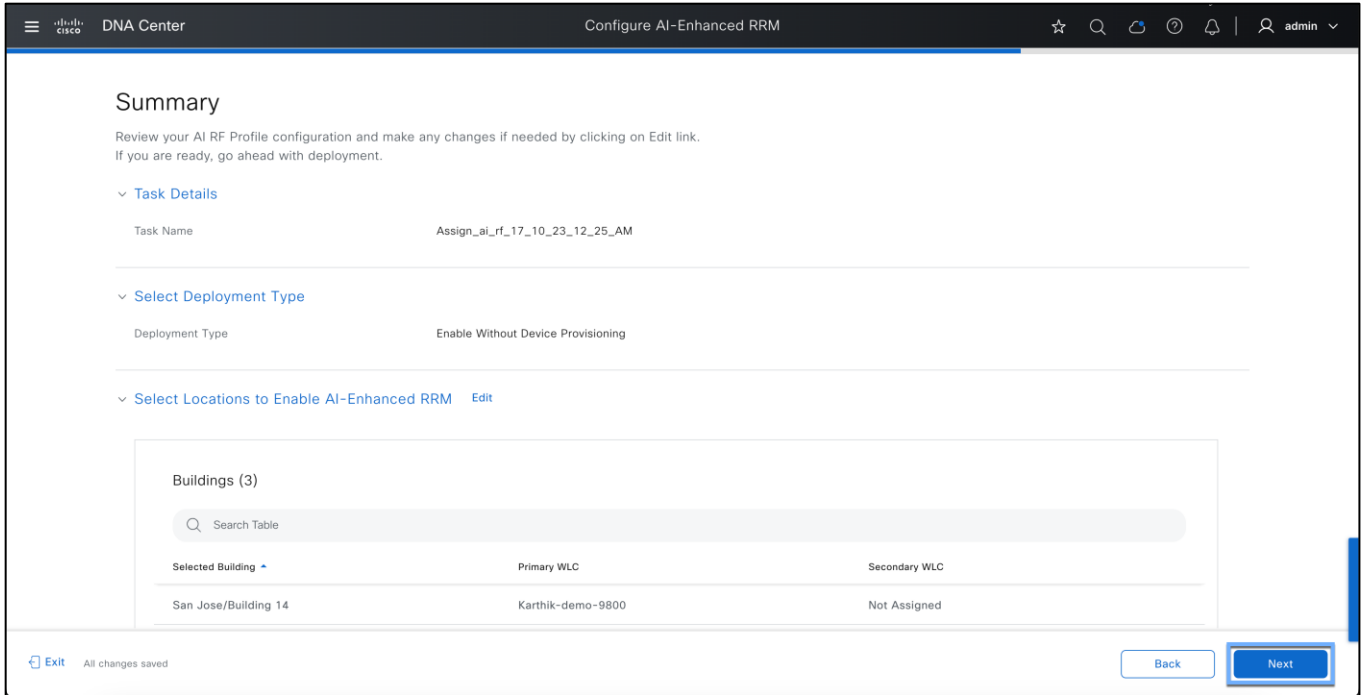 cisco DNA Center Configure AI-Enhanced RRM admin
Summary
Review your AI RF Profile configuration and make any changes if needed by clicking on Edit link.
If you are ready, go ahead with deployment.
Task Details
Task Name Assign_ai_rf_17_10_23_12_25_AM
Select Deployment Type
Deployment Type Enable Without Device Provisioning
Select Locations to Enable AI-Enhanced RRM Edit
Buildings (3)
Search Table
Selected Building Primary WLC Secondary WLC
San Jose/Building 14 Karthik-demo-9800 Not Assigned
Exit All changes saved Back Next